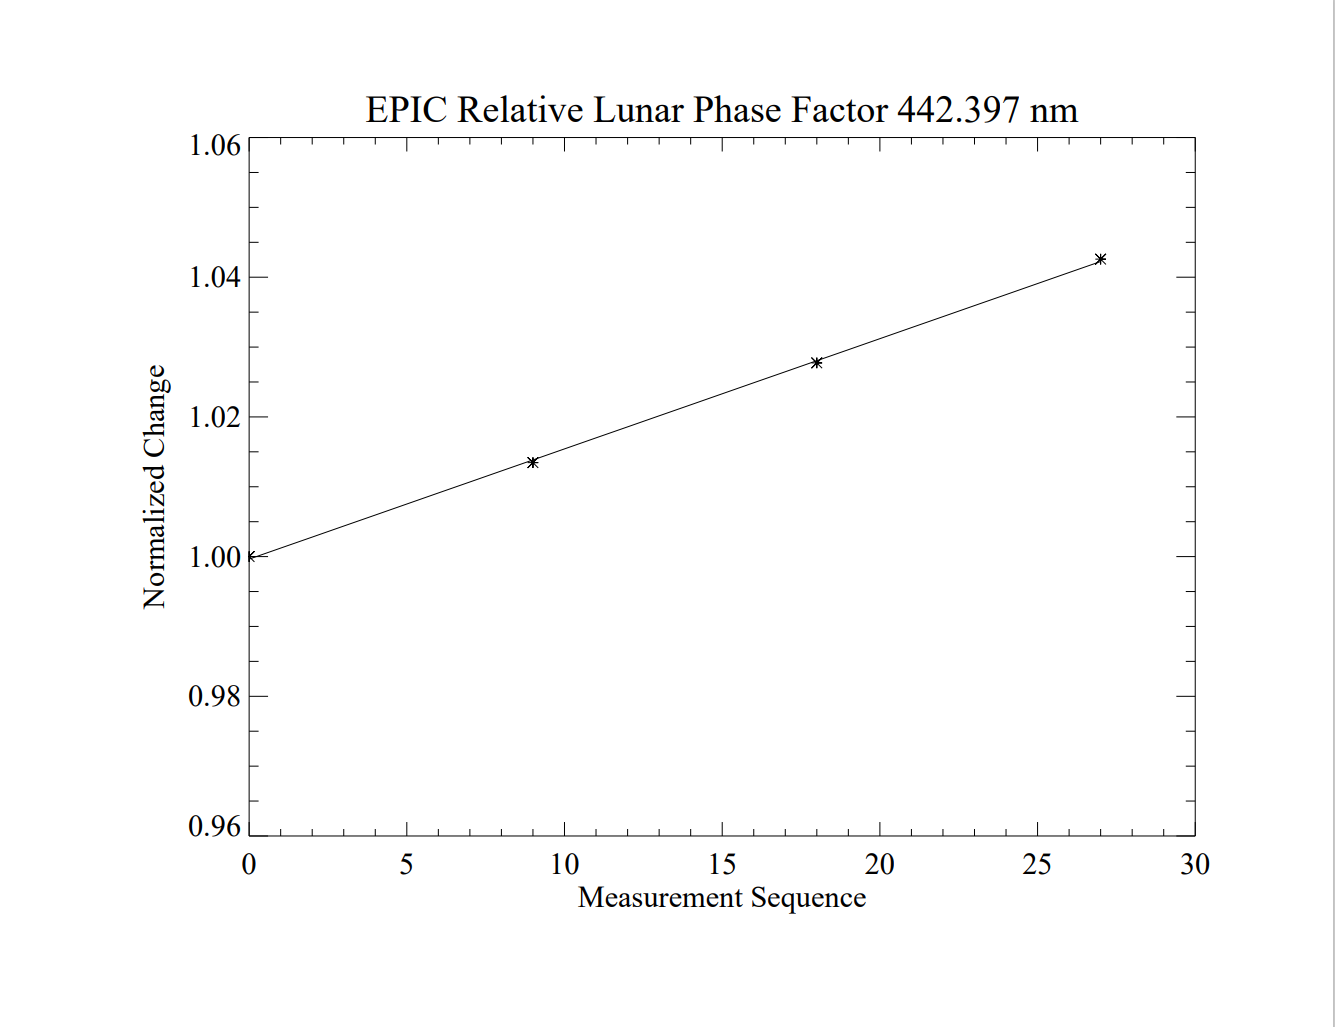 EPIC Relative Lunar Phase Factor 442.397 nm
1.06
1.04
1.02
1.00
0.98
0.96
Normalized Change
0 5 10 15 20 25 30
Measurement Sequence